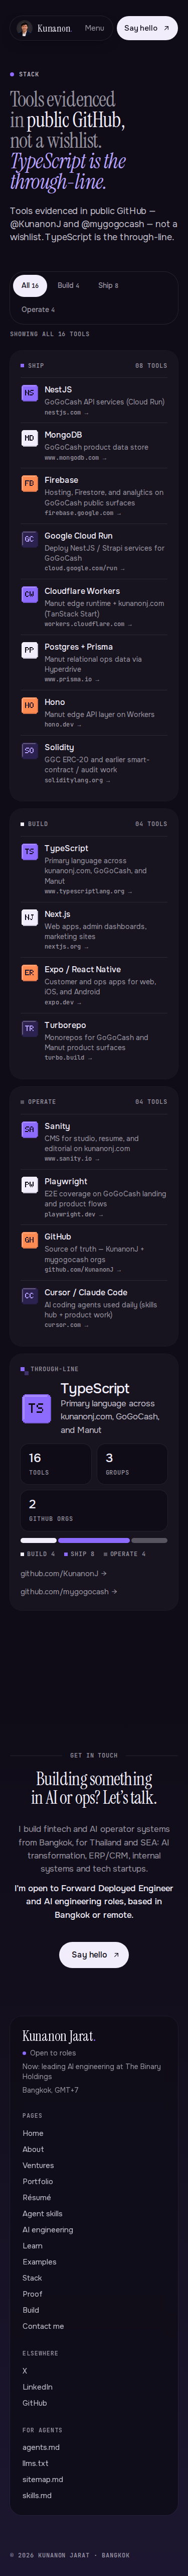 Kunanon.
Menu
Say hello ↗
STACK
Tools evidenced
in public GitHub,
not a wishlist.
TypeScript is the
through-line.
Tools evidenced in public GitHub —
@KunanonJ and @mygogocash — not a
wishlist. TypeScript is the through-line.
All 16
Build 4
Ship 8
Operate 4
SHOWING ALL 16 TOOLS
SHIP
08 TOOLS
NS
NestJS
GoGoCash API services (Cloud Run)
nestjs.com →
MD
MongoDB
GoGoCash product data store
www.mongodb.com →
FD
Firebase
Hosting, Firestore, and analytics on
GoGoCash public surfaces
firebase.google.com →
GC
Google Cloud Run
Deploy NestJS / Strapi services for
GoGoCash
cloud.google.com/run →
CW
Cloudflare Workers
Manut edge runtime + kunanonj.com
(TanStack Start)
workers.cloudflare.com →
PP
Postgres + Prisma
Manut relational ops data via
Hyperdrive
www.prisma.io →
HO
Hono
Manut edge API layer on Workers
hono.dev →
SO
Solidity
GGC ERC-20 and earlier smart-
contract / audit work
soliditylang.org →
BUILD
04 TOOLS
TS
TypeScript
Primary language across
kunanonj.com, GoGoCash, and
Manut
www.typescriptlang.org →
NJ
Next.js
Web apps, admin dashboards,
marketing sites
nextjs.org →
ER
Expo / React Native
Customer and ops apps for web,
iOS, and Android
expo.dev →
TR
Turborepo
Monorepos for GoGoCash and
Manut product surfaces
turbo.build →
OPERATE
04 TOOLS
SA
Sanity
CMS for studio, resume, and
editorial on kunanonj.com
www.sanity.io →
PW
Playwright
E2E coverage on GoGoCash landing
and product flows
playwright.dev →
GH
GitHub
Source of truth — KunanonJ +
mygogocash orgs
github.com/KunanonJ →
CC
Cursor / Claude Code
AI coding agents used daily (skills
hub + product work)
cursor.com →
THROUGH-LINE
TS
TypeScript
Primary language across
kunanonj.com, GoGoCash,
and Manut
16
TOOLS
3
GROUPS
2
GITHUB ORGS
BUILD 4
SHIP 8
OPERATE 4
github.com/KunanonJ →
github.com/mygogocash →
GET IN TOUCH
Building something
in AI or ops? Let's talk.
I build fintech and AI operator systems
from Bangkok, for Thailand and SEA: AI
transformation, ERP/CRM, internal
systems and tech startups.
I'm open to Forward Deployed Engineer
and AI engineering roles, based in
Bangkok or remote.
Say hello ↗
Kunanon Jarat.
Open to roles
Now: leading AI engineering at The Binary
Holdings
Bangkok, GMT+7
PAGES
Home
About
Ventures
Portfolio
Résumé
Agent skills
AI engineering
Learn
Examples
Stack
Proof
Build
Contact me
ELSEWHERE
X
LinkedIn
GitHub
FOR AGENTS
agents.md
llms.txt
sitemap.md
skills.md
© 2026 KUNANON JARAT · BANGKOK